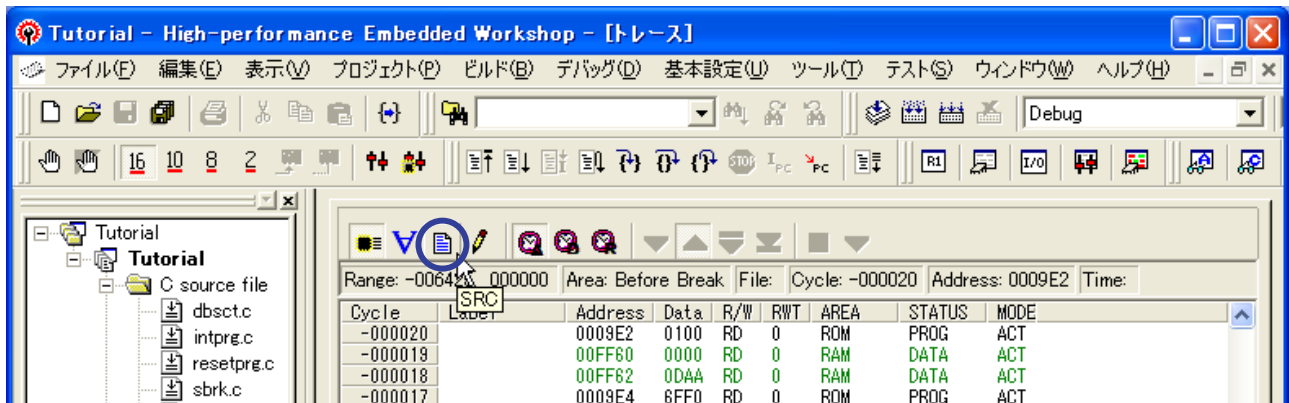 Tutorial - High-performance Embedded Workshop - [トレース]
ファイル(F) 編集(E) 表示(V) プロジェクト(P) ビルド(B) デバッグ(D) 基本設定(U) ツール(T) テスト(S) ウィンドウ(W) ヘルプ(H)
Debug
16 10 8 2 STOP IPC PC R1 I/O A C
Tutorial
Tutorial
C source file
dbsct.c
intprg.c
resetprg.c
sbrk.c
Range: -0064 000000 Area: Before Break File: Cycle: -000020 Address: 0009E2 Time:
SRC
Cycle Label Address Data R/W RWT AREA STATUS MODE
-000020 0009E2 0100 RD 0 ROM PROG ACT
-000019 00FF60 0000 RD 0 RAM DATA ACT
-000018 00FF62 0DAA RD 0 RAM DATA ACT
-000017 0009E4 6FF0 RD 0 ROM PROG ACT